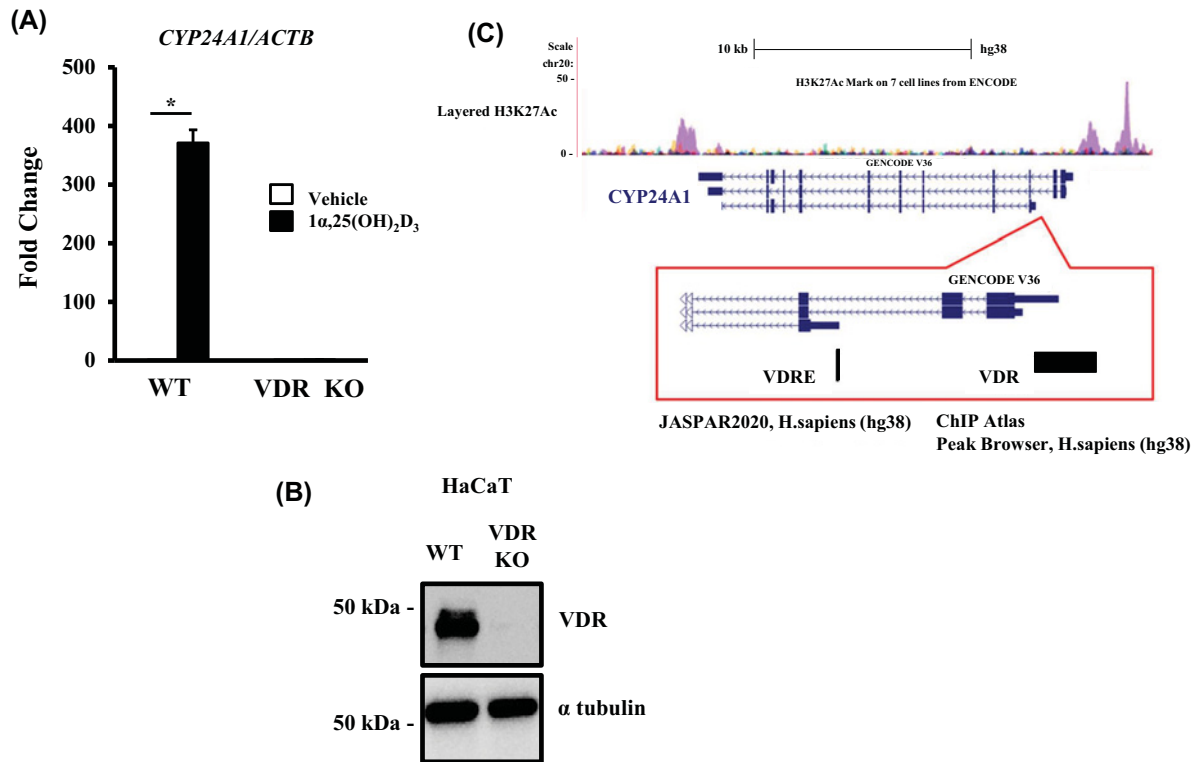 (A)
CYP24A1/ACTB
Fold Change
500
400
300
200
100
0
*
Vehicle
1α,25(OH)₂D₃
WT
VDR KO
(C)
Scale
chr20:
10 kb
hg38
50 -
H3K27Ac Mark on 7 cell lines from ENCODE
Layered H3K27Ac
0 -
GENCODE V36
CYP24A1
GENCODE V36
VDRE
VDR
JASPAR2020, H.sapiens (hg38)
ChIP Atlas
Peak Browser, H.sapiens (hg38)
(B)
HaCaT
WT
VDR
KO
50 kDa -
VDR
50 kDa -
α tubulin